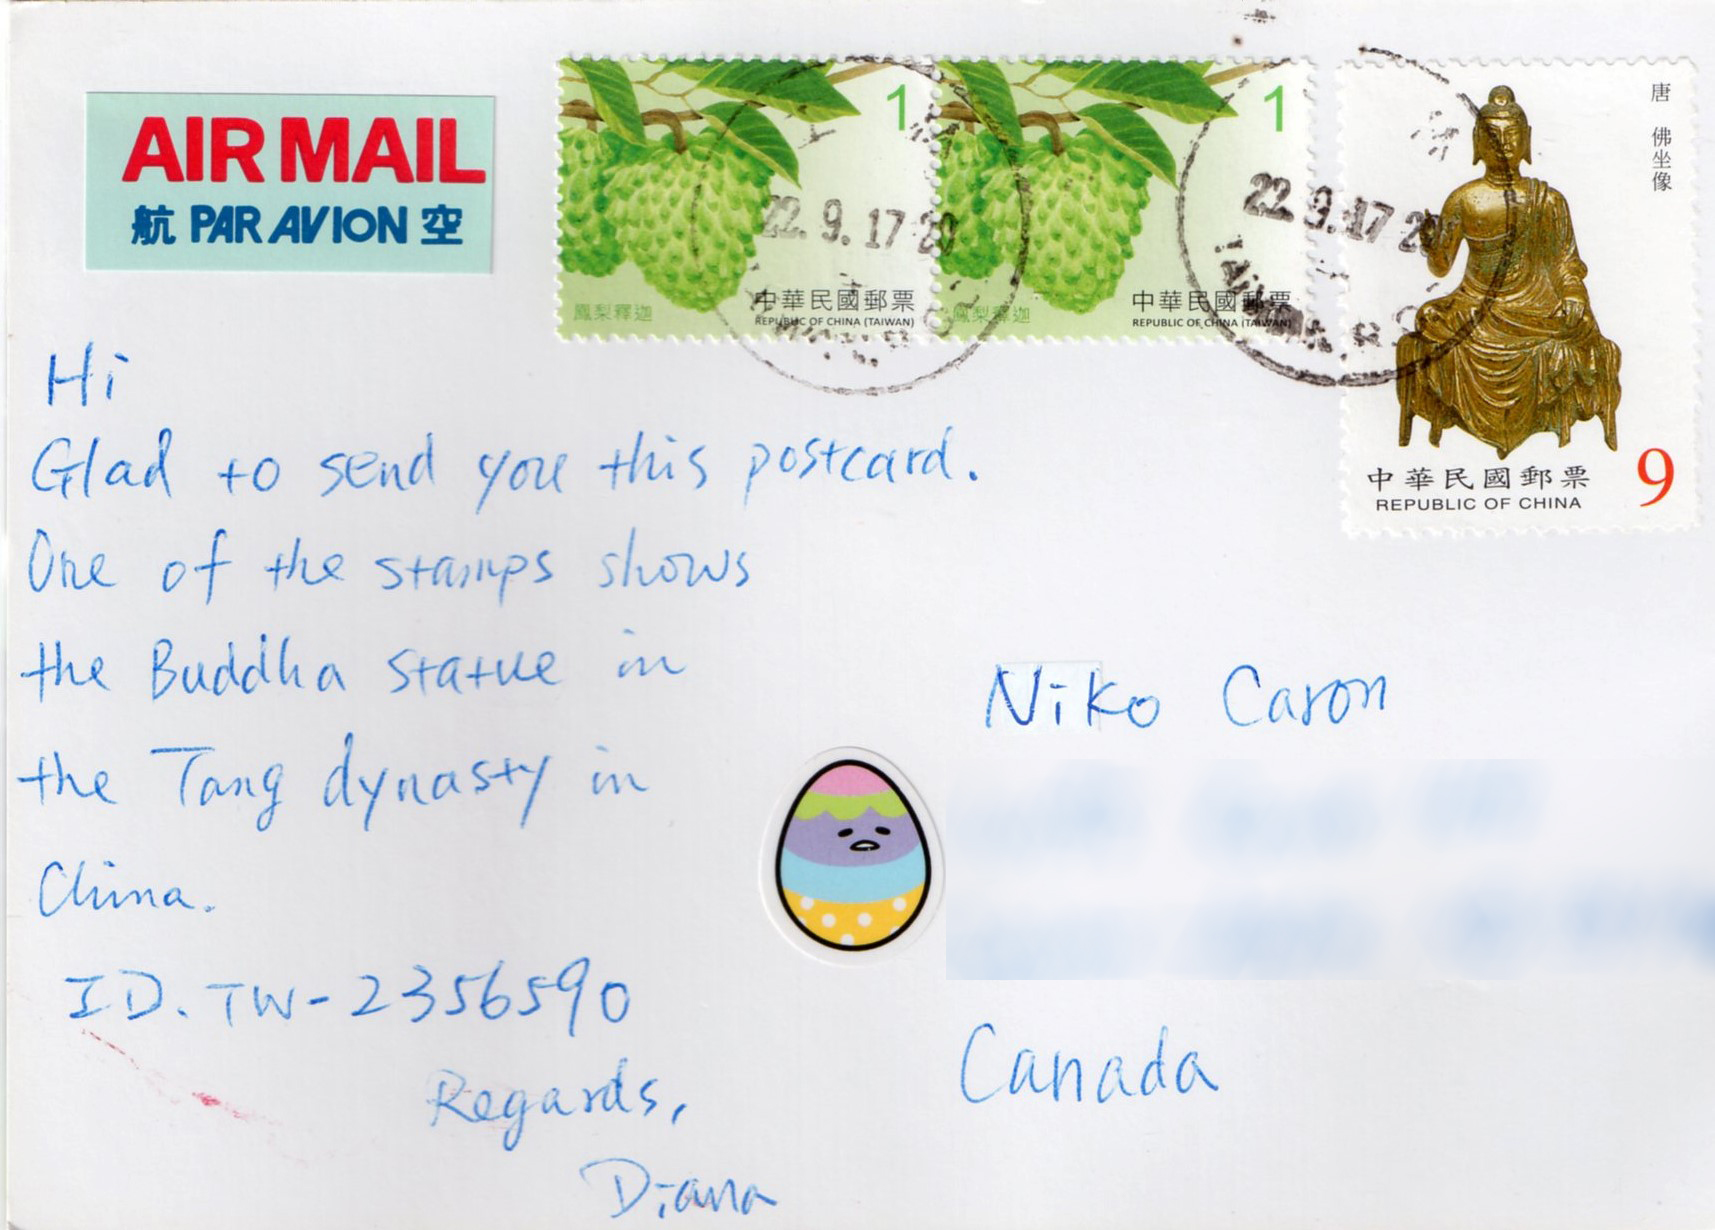 AIR MAIL
航 PAR AVION 空
1
鳳梨釋迦
中華民國郵票
REPUBLIC OF CHINA (TAIWAN)
22. 9. 17 20
1
鳳梨釋迦
中華民國郵票
REPUBLIC OF CHINA (TAIWAN)
22. 9. 17 20
唐 佛坐像
中華民國郵票
REPUBLIC OF CHINA
9
Hi
Glad to send you this postcard.
One of the stamps shows
the Buddha statue in
the Tang dynasty in
China.
ID. TW-2356590
Regards,
Diana
Niko Caron
Canada